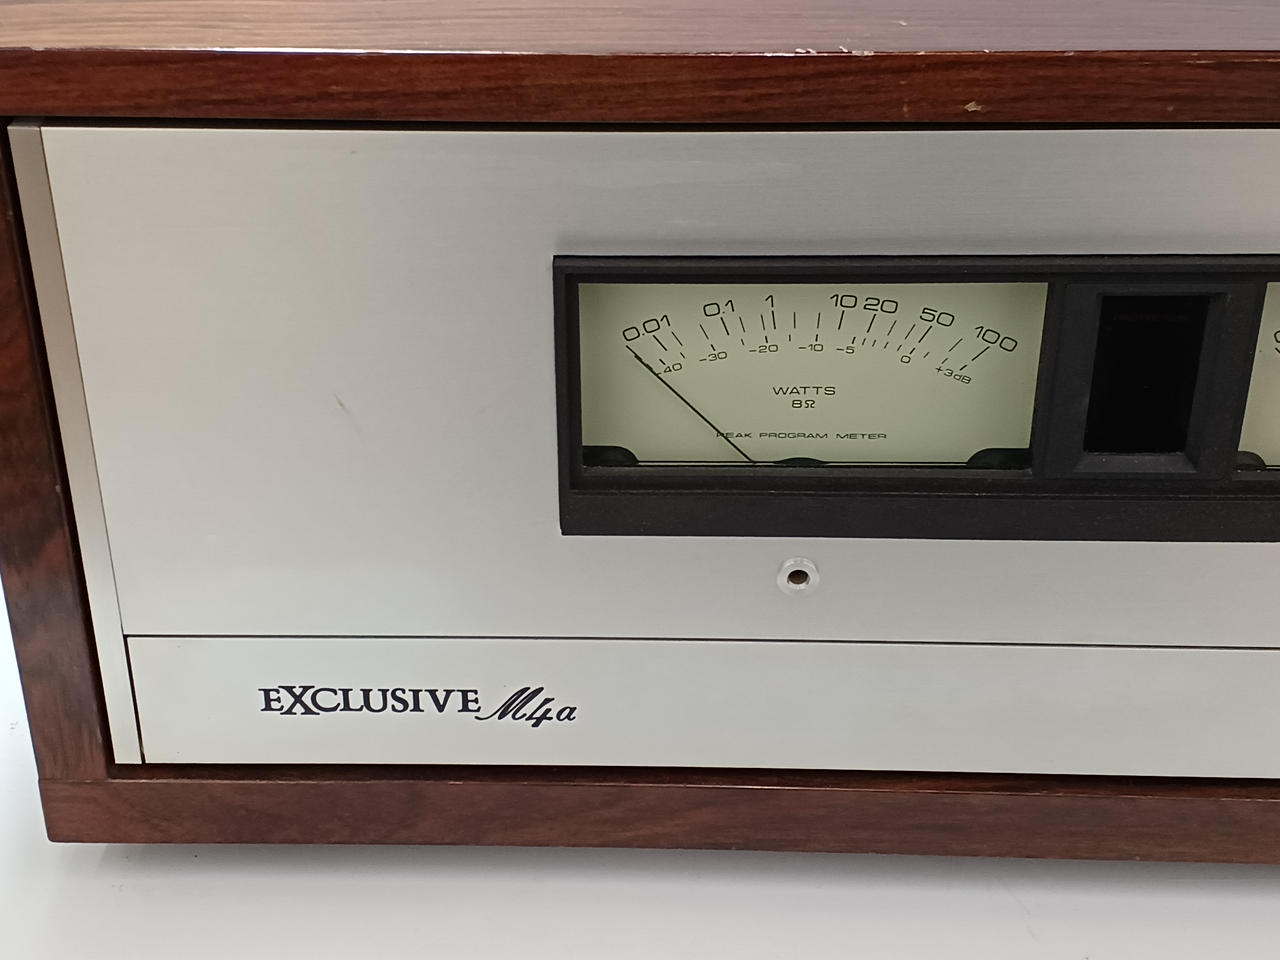 0 0.01 0.1 1 10 20 50 100
-40 -30 -20 -10 -5 0 +3dB
WATTS
8Ω
PEAK PROGRAM METER
EXCLUSIVE M4a